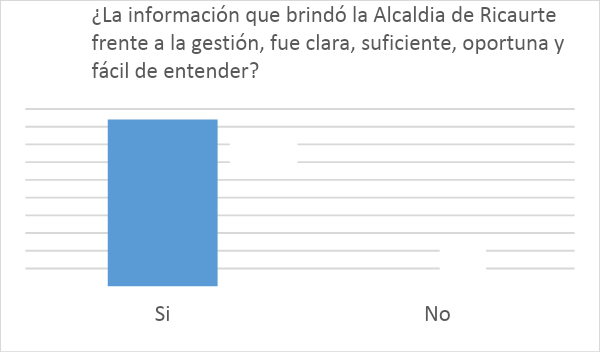 ¿La información que brindó la Alcaldia de Ricaurte
frente a la gestión, fue clara, suficiente, oportuna y
fácil de entender?
Si
No